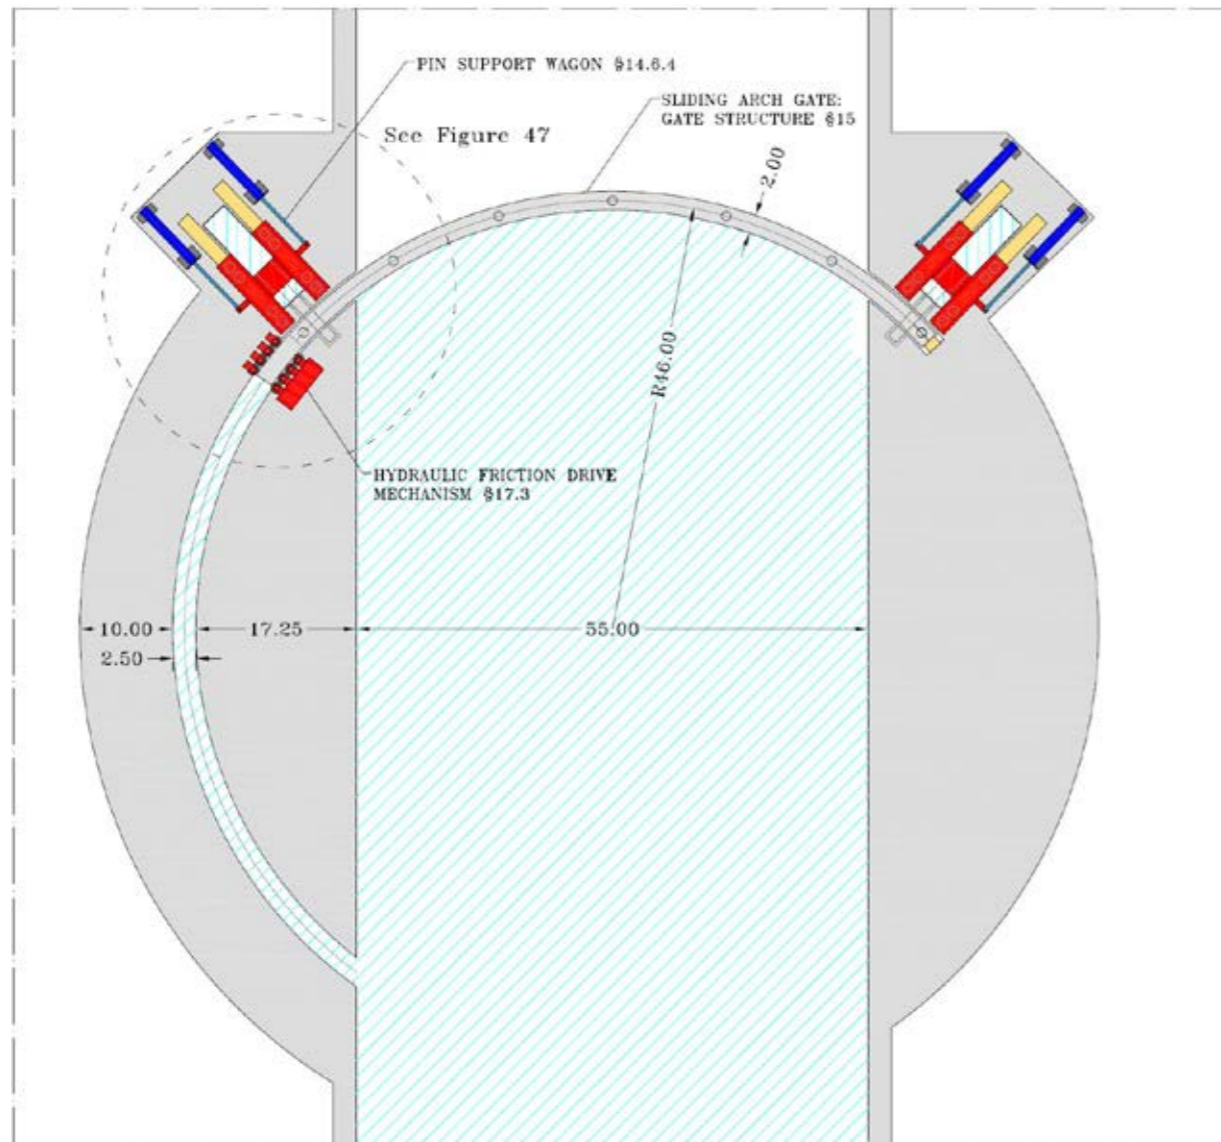 PIN SUPPORT WAGON §14.6.4
SLIDING ARCH GATE:
GATE STRUCTURE §15
See Figure 47
2.00
R46.00
HYDRAULIC FRICTION DRIVE
MECHANISM §17.3
10.00
17.25
55.00
2.50